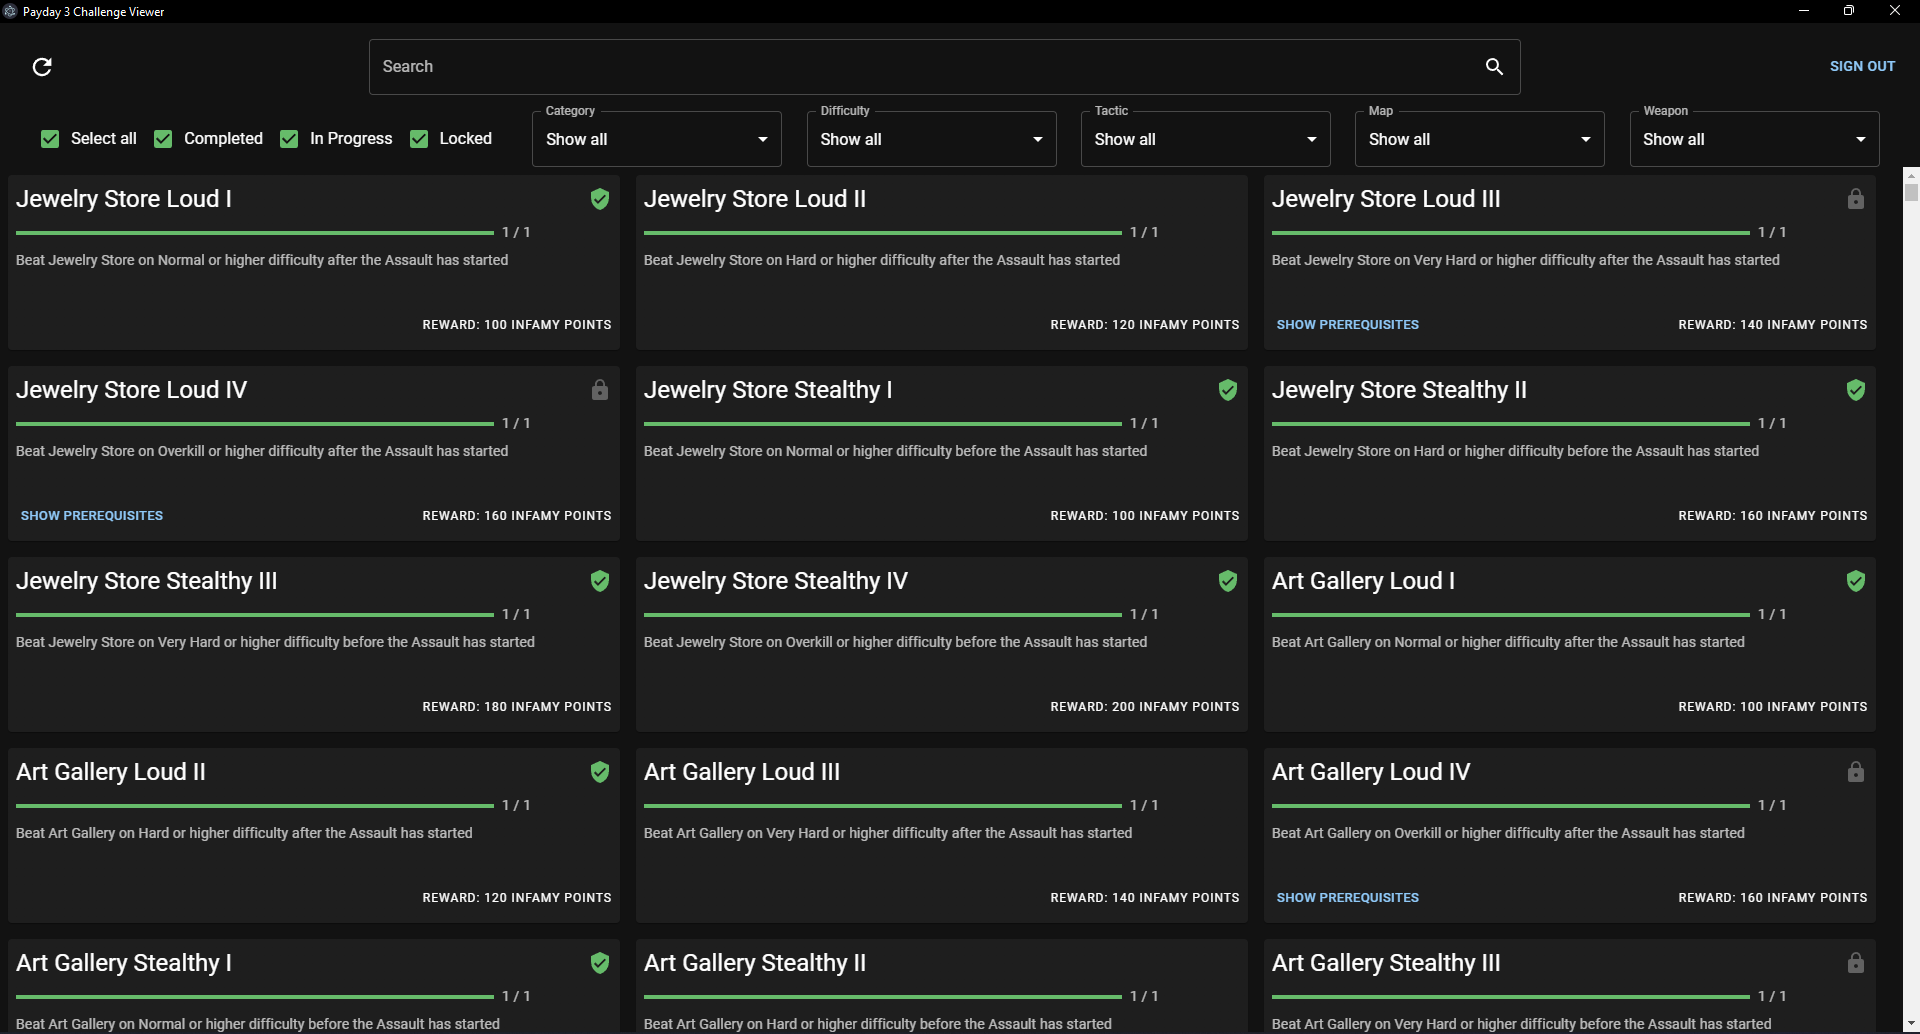 Payday 3 Challenge Viewer
Search
SIGN OUT
Select all
Completed
In Progress
Locked
Category
Show all
Difficulty
Show all
Tactic
Show all
Map
Show all
Weapon
Show all
Jewelry Store Loud I
1 / 1
Beat Jewelry Store on Normal or higher difficulty after the Assault has started
REWARD: 100 INFAMY POINTS
Jewelry Store Loud II
1 / 1
Beat Jewelry Store on Hard or higher difficulty after the Assault has started
REWARD: 120 INFAMY POINTS
Jewelry Store Loud III
1 / 1
Beat Jewelry Store on Very Hard or higher difficulty after the Assault has started
SHOW PREREQUISITES
REWARD: 140 INFAMY POINTS
Jewelry Store Loud IV
1 / 1
Beat Jewelry Store on Overkill or higher difficulty after the Assault has started
SHOW PREREQUISITES
REWARD: 160 INFAMY POINTS
Jewelry Store Stealthy I
1 / 1
Beat Jewelry Store on Normal or higher difficulty before the Assault has started
REWARD: 100 INFAMY POINTS
Jewelry Store Stealthy II
1 / 1
Beat Jewelry Store on Hard or higher difficulty before the Assault has started
REWARD: 160 INFAMY POINTS
Jewelry Store Stealthy III
1 / 1
Beat Jewelry Store on Very Hard or higher difficulty before the Assault has started
REWARD: 180 INFAMY POINTS
Jewelry Store Stealthy IV
1 / 1
Beat Jewelry Store on Overkill or higher difficulty before the Assault has started
REWARD: 200 INFAMY POINTS
Art Gallery Loud I
1 / 1
Beat Art Gallery on Normal or higher difficulty after the Assault has started
REWARD: 100 INFAMY POINTS
Art Gallery Loud II
1 / 1
Beat Art Gallery on Hard or higher difficulty after the Assault has started
REWARD: 120 INFAMY POINTS
Art Gallery Loud III
1 / 1
Beat Art Gallery on Very Hard or higher difficulty after the Assault has started
REWARD: 140 INFAMY POINTS
Art Gallery Loud IV
1 / 1
Beat Art Gallery on Overkill or higher difficulty after the Assault has started
SHOW PREREQUISITES
REWARD: 160 INFAMY POINTS
Art Gallery Stealthy I
1 / 1
Beat Art Gallery on Normal or higher difficulty before the Assault has started
Art Gallery Stealthy II
1 / 1
Beat Art Gallery on Hard or higher difficulty before the Assault has started
Art Gallery Stealthy III
1 / 1
Beat Art Gallery on Very Hard or higher difficulty before the Assault has started